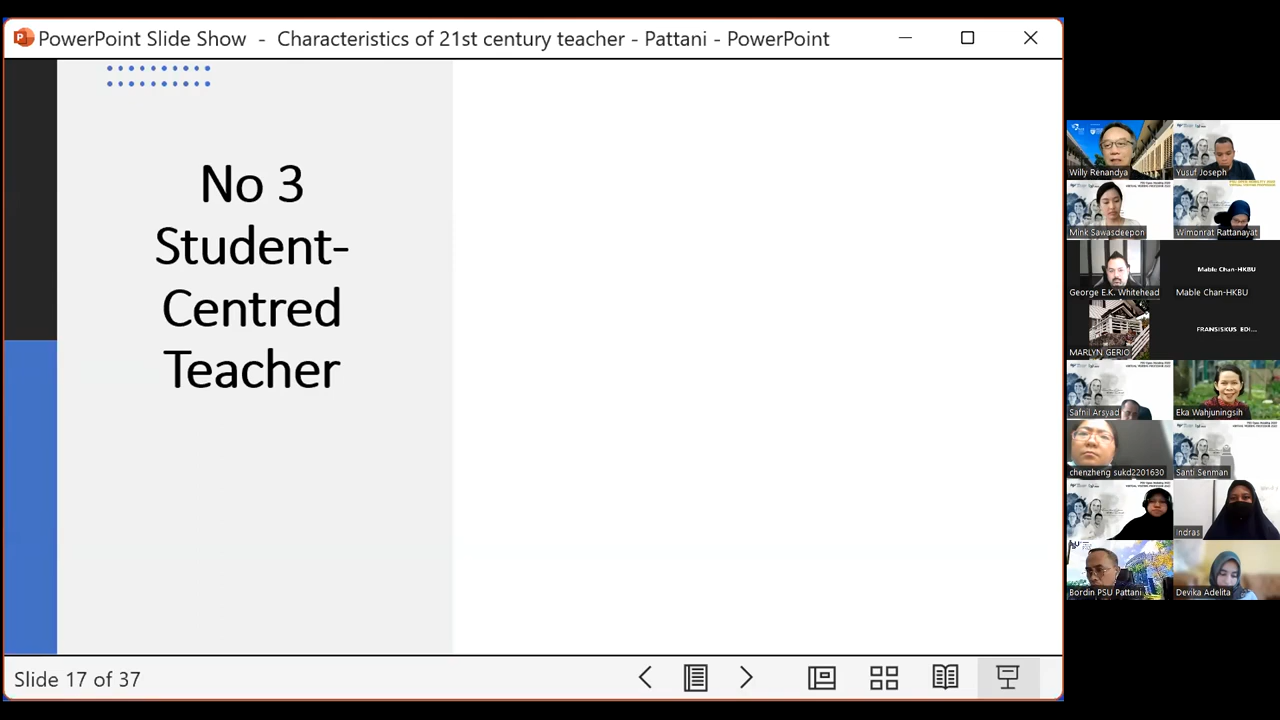 PowerPoint Slide Show - Characteristics of 21st century teacher - Pattani - PowerPoint
No 3
Student-
Centred
Teacher
Slide 17 of 37
Willy Renandya
Yusuf Joseph
Mink Sawasdeepon
Wimonrat Rattanayat
George E.K. Whitehead
Mable Chan-HKBU
Mable Chan-HKBU
MARLYN GERIO
FRANSISKUS EDI...
Safnil Arsyad
Eka Wahjuningsih
chenzheng sukd2201630
Santi Senman
Indras
Bordin PSU Pattani
Devika Adelita